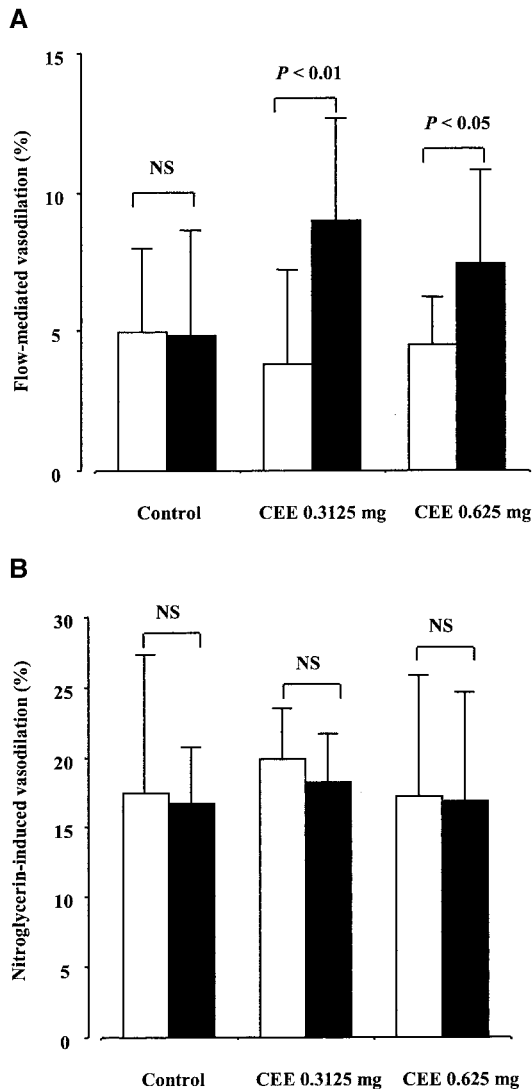 A
Flow-mediated vasodilation (%)
15
10
5
0
NS
P < 0.01
P < 0.05
Control
CEE 0.3125 mg
CEE 0.625 mg
B
Nitroglycerin-induced vasodilation (%)
30
25
20
15
10
5
0
NS
NS
NS
Control
CEE 0.3125 mg
CEE 0.625 mg